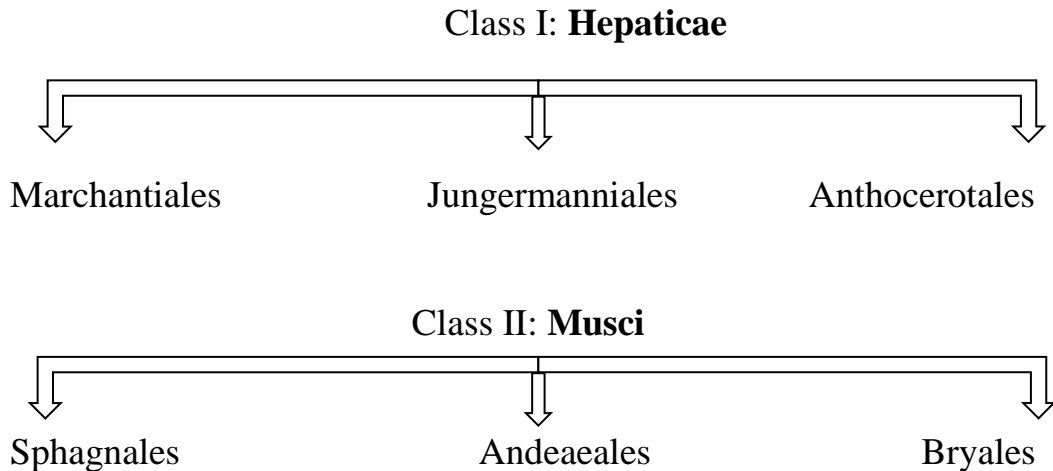 Class I: Hepaticae
Marchantiales Jungermanniales Anthocerotales
Class II: Musci
Sphagnales Andeaeales Bryales